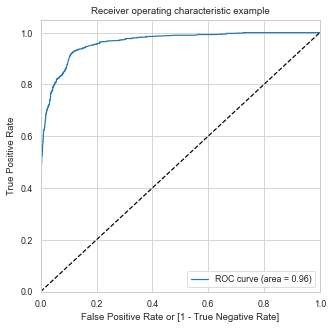 Receiver operating characteristic example
True Positive Rate
1.0
0.8
0.6
0.4
0.2
0.0
ROC curve (area = 0.96)
0.0 0.2 0.4 0.6 0.8 1.0
False Positive Rate or [1 - True Negative Rate]